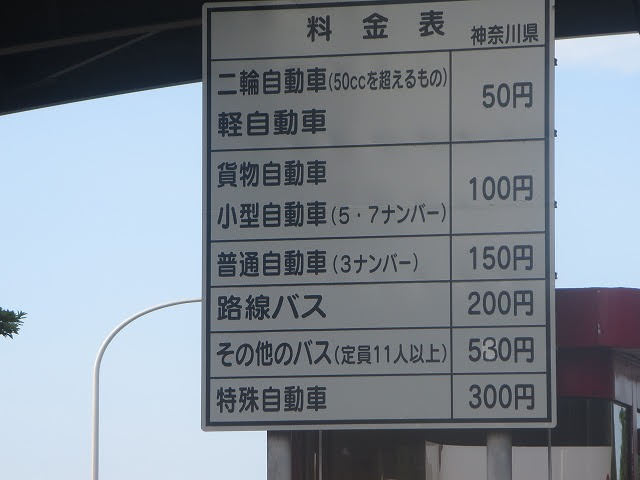 料金表 神奈川県
二輪自動車(50ccを超えるもの)
軽自動車
50円
貨物自動車
小型自動車(5・7ナンバー)
100円
普通自動車(3ナンバー) 150円
路線バス 200円
その他のバス(定員11人以上) 580円
特殊自動車 300円